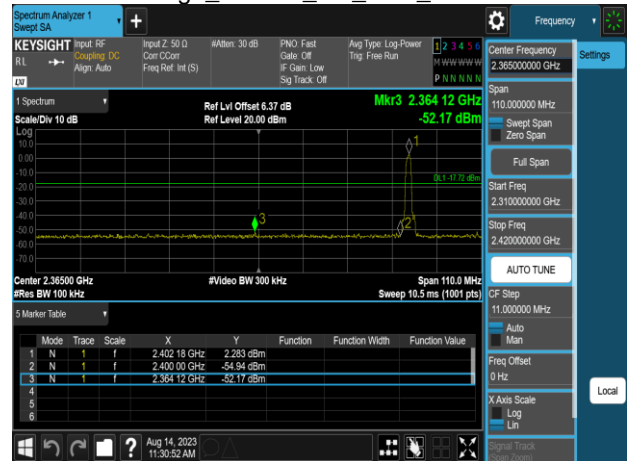 Spectrum Analyzer 1
Swept SA
Frequency
KEYSIGHT
RL
LXI
Input: RF
Coupling: DC
Align: Auto
Input Z: 50 Ω
Corr CCorr
Freq Ref: Int (S)
#Atten: 30 dB
PNO: Fast
Gate: Off
IF Gain: Low
Sig Track: Off
Avg Type: Log-Power
Trig: Free Run
1 2 3 4 5 6
M W W W W W
P N N N N N
Center Frequency
2.365000000 GHz
Settings
Span
110.000000 MHz
Swept Span
Zero Span
Full Span
Start Freq
2.310000000 GHz
Stop Freq
2.420000000 GHz
AUTO TUNE
CF Step
11.000000 MHz
Auto
Man
Freq Offset
0 Hz
X Axis Scale
Log
Lin
Signal Track
(Span Zoom)
Local
1 Spectrum
Scale/Div 10 dB
Ref Lvl Offset 6.37 dB
Ref Level 20.00 dBm
Mkr3 2.364 12 GHz
-52.17 dBm
Log
10.0
0.00
-10.0
-20.0
-30.0
-40.0
-50.0
-60.0
-70.0
1
DL1 -17.72 dBm
3
2
Center 2.36500 GHz
#Video BW 300 kHz
Span 110.0 MHz
#Res BW 100 kHz
Sweep 10.5 ms (1001 pts)
5 Marker Table
Mode Trace Scale X Y Function Function Width Function Value
1 N 1 f 2.402 18 GHz 2.283 dBm
2 N 1 f 2.400 00 GHz -54.94 dBm
3 N 1 f 2.364 12 GHz -52.17 dBm
4
5
6
Aug 14, 2023
11:30:52 AM